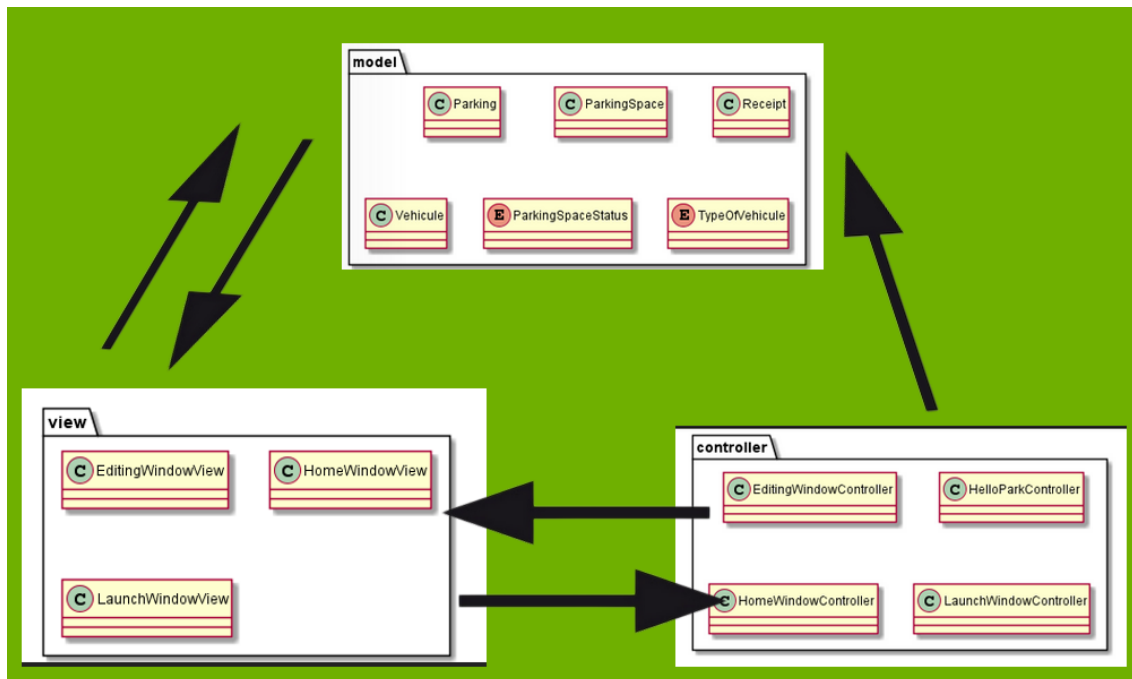 model
C Parking
C ParkingSpace
C Receipt
C Vehicule
E ParkingSpaceStatus
E TypeOfVehicule
view
C EditingWindowView
C HomeWindowView
C LaunchWindowView
controller
C EditingWindowController
C HelloParkController
C HomeWindowController
C LaunchWindowController